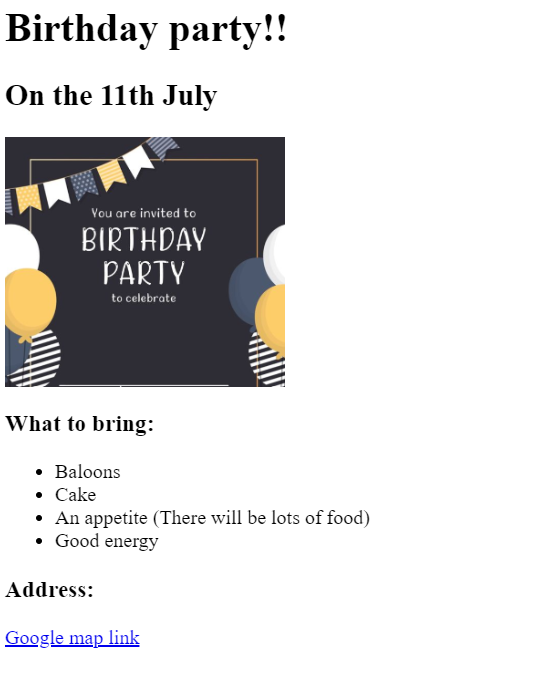 Birthday party!!
On the 11th July
You are invited to
BIRTHDAY
PARTY
to celebrate
What to bring:
Baloons
Cake
An appetite (There will be lots of food)
Good energy
Address:
Google map link